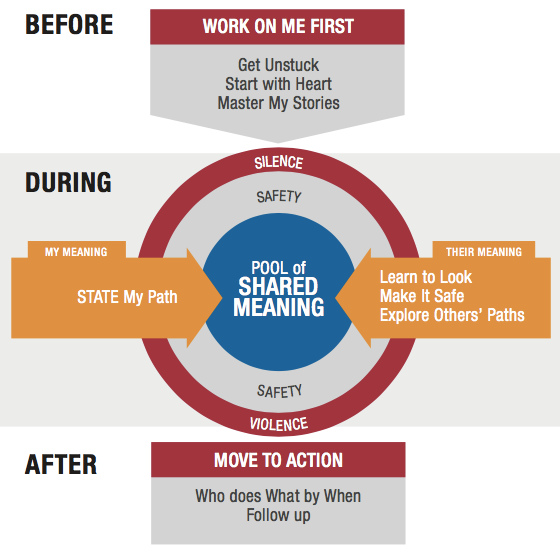 BEFORE
WORK ON ME FIRST
Get Unstuck
Start with Heart
Master My Stories
DURING
SILENCE
SAFETY
MY MEANING
STATE My Path
POOL of
SHARED
MEANING
THEIR MEANING
Learn to Look
Make It Safe
Explore Others' Paths
SAFETY
VIOLENCE
AFTER
MOVE TO ACTION
Who does What by When
Follow up